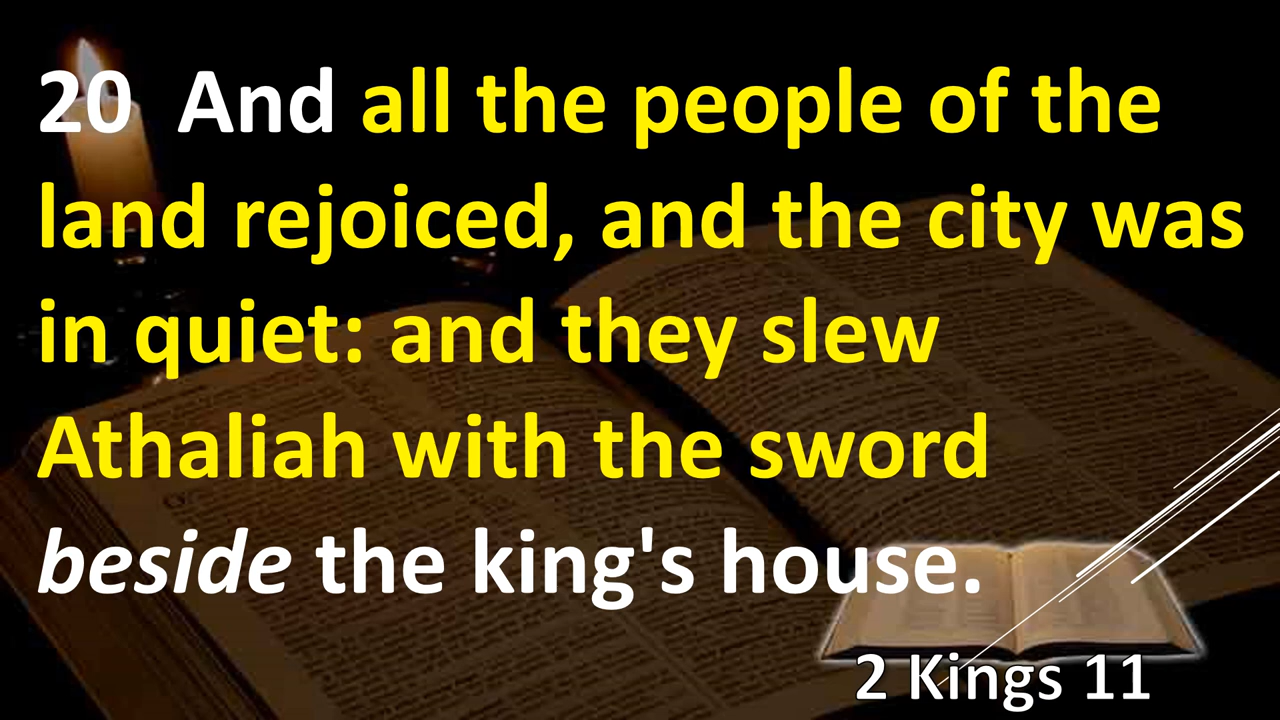 20  And all the people of the
land rejoiced, and the city was
in quiet: and they slew
Athaliah with the sword
beside the king's house.
2 Kings 11